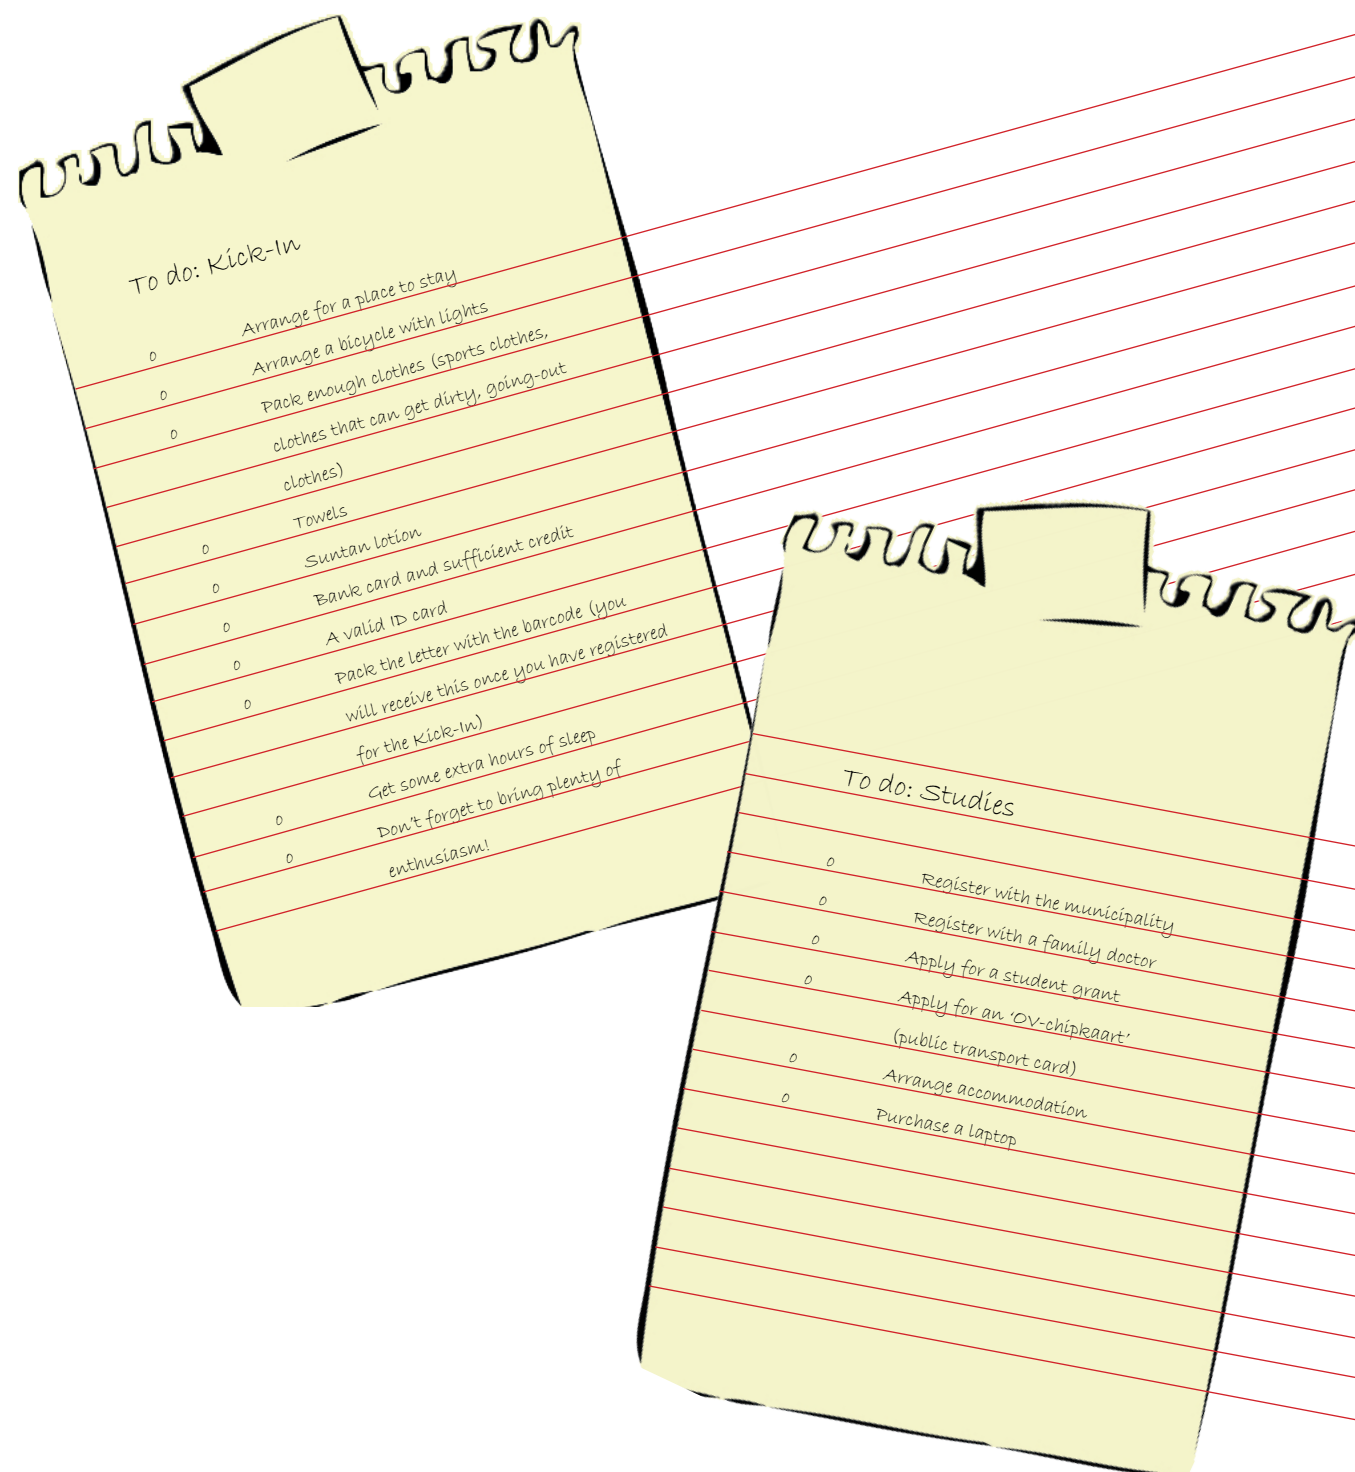 To do: Kick-In
o Arrange for a place to stay
o Arrange a bicycle with lights
o Pack enough clothes (sports clothes,
clothes that can get dirty, going-out
clothes)
o Towels
o Suntan lotion
o Bank card and sufficient credit
o A valid ID card
o Pack the letter with the barcode (you
will receive this once you have registered
for the Kick-In)
o Get some extra hours of sleep
o Don't forget to bring plenty of
enthusiasm!
To do: Studies
o Register with the municipality
o Register with a family doctor
o Apply for a student grant
o Apply for an 'OV-chipkaart'
(public transport card)
o Arrange accommodation
o Purchase a laptop